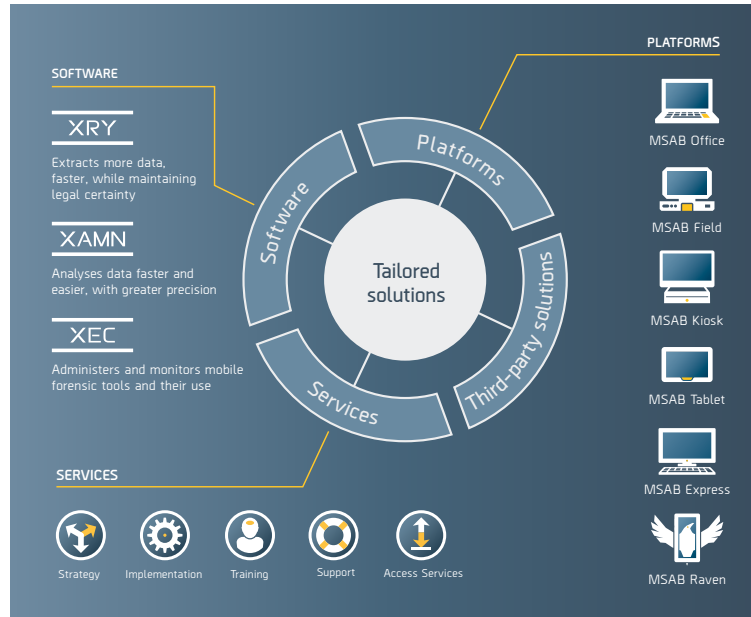 SOFTWARE
XRY
Extracts more data,
faster, while maintaining
legal certainty
XAMN
Analyses data faster and
easier, with greater precision
XEC
Administers and monitors mobile
forensic tools and their use
Platforms
Software
Tailored
solutions
Third-party solutions
Services
PLATFORMS
MSAB Office
MSAB Field
MSAB Kiosk
MSAB Tablet
MSAB Express
MSAB Raven
SERVICES
Strategy
Implementation
Training
Support
Access Services